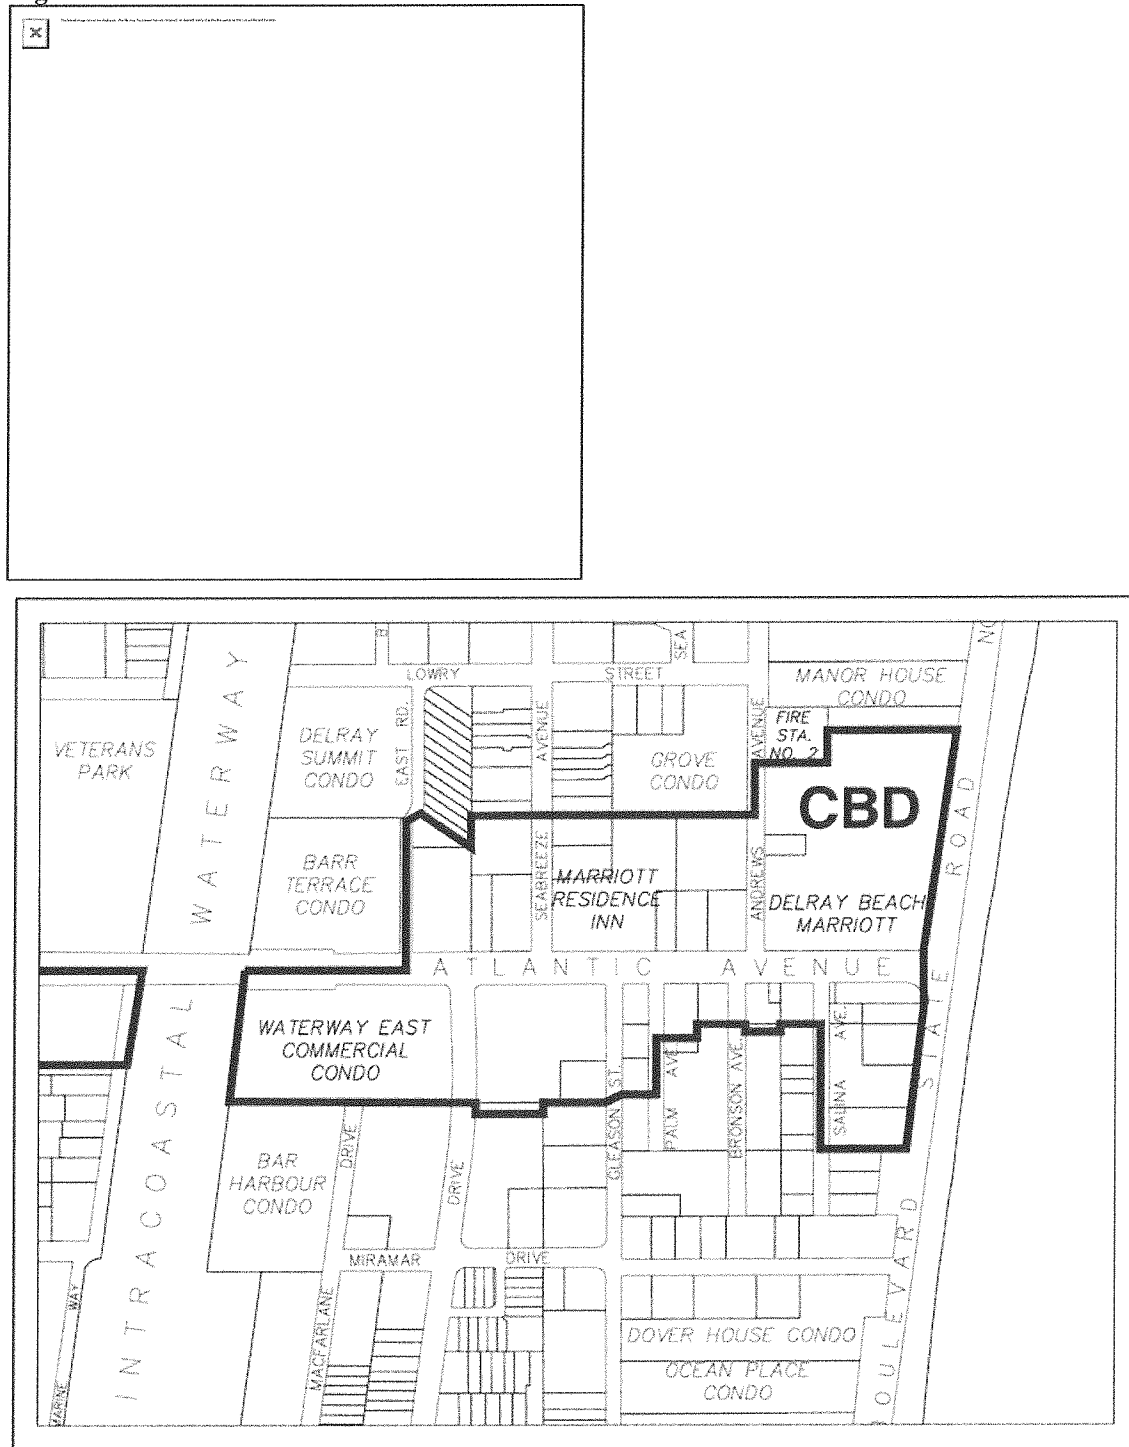 LOWRY
STREET
SEA
NO
MANOR HOUSE
CONDO
VETERANS
PARK
WATERWAY
DELRAY
SUMMIT
CONDO
EAST RD.
AVENUE
GROVE
CONDO
AVENUE
FIRE
STA.
NO. 2
CBD
ROAD
BARR
TERRACE
CONDO
SEABREEZE
MARRIOTT
RESIDENCE
INN
ANDREWS
DELRAY BEACH
MARRIOTT
ATLANTIC AVENUE
STATE
WATERWAY EAST
COMMERCIAL
CONDO
INTRACOASTAL
GLEASON ST.
PALM AVE.
BRONSON AVE.
SALINA AVE.
BAR
HARBOUR
CONDO
DRIVE
DRIVE
MIRAMAR DRIVE
MACFARLANE
MARINE WAY
DOVER HOUSE CONDO
OCEAN PLACE
CONDO
OULEVARD